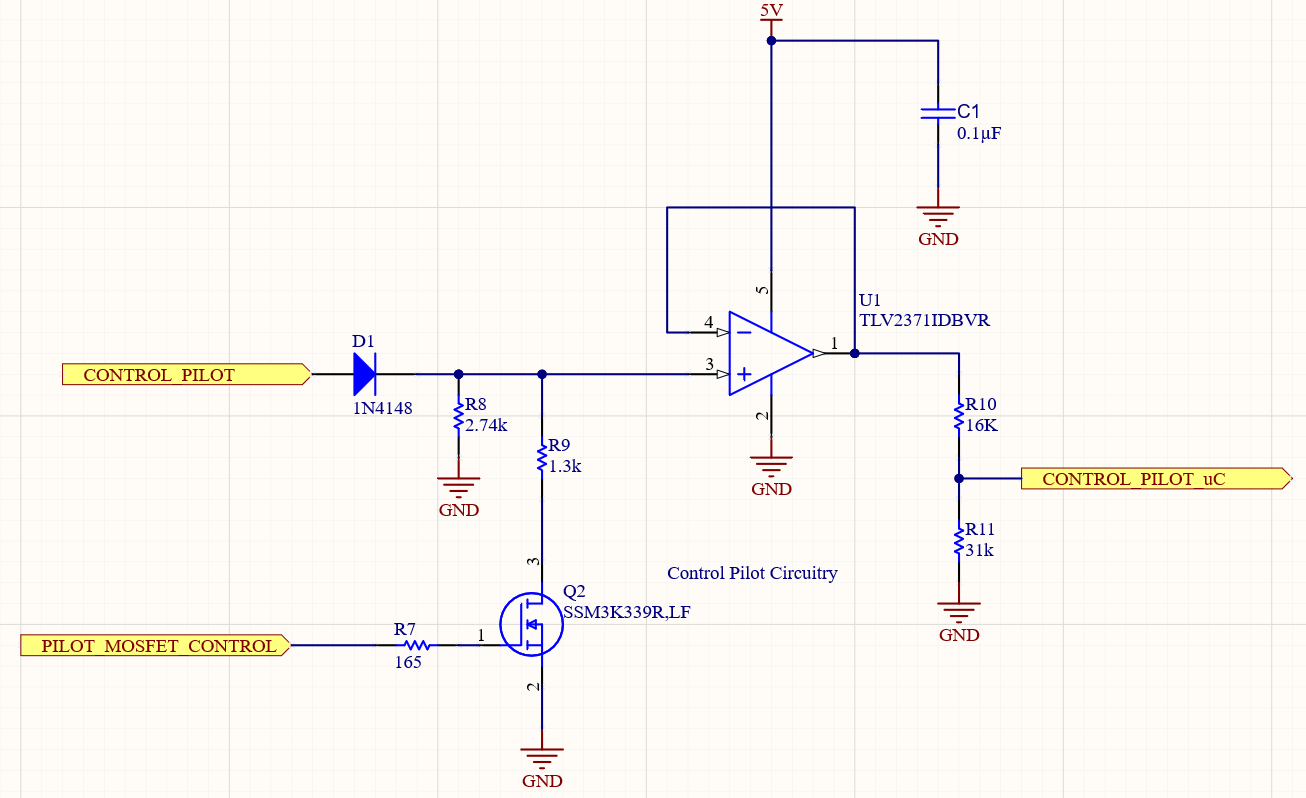 5V
C1
0.1µF
GND
5
U1
TLV2371IDBVR
4
1
3
2
GND
D1
CONTROL_PILOT
1N4148
R8
2.74k
GND
R9
1.3k
R10
16K
CONTROL_PILOT_uC
R11
31k
GND
Control Pilot Circuitry
3
Q2
SSM3K339R,LF
PILOT_MOSFET_CONTROL
R7
165
1
2
GND